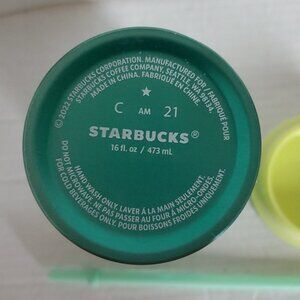 © 2022 STARBUCKS CORPORATION. MANUFACTURED FOR / FABRIQUÉ POUR
STARBUCKS COFFEE COMPANY, SEATTLE, WA 98134
MADE IN CHINA. FABRIQUÉ EN CHINE.
C AM 21
STARBUCKS®
16 fl. oz / 473 mL
HAND WASH ONLY, LAVER À LA MAIN SEULEMENT.
DO NOT MICROWAVE, NE PAS PASSER AU FOUR À MICRO-ONDES.
FOR COLD BEVERAGES ONLY. POUR BOISSONS FROIDES UNIQUEMENT.